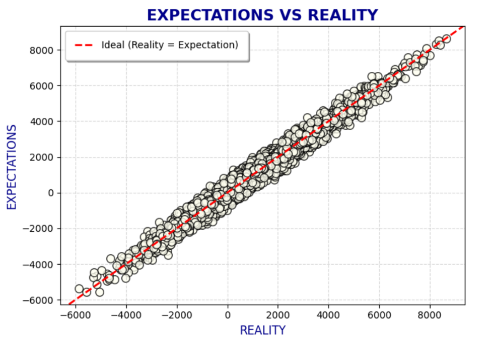 EXPECTATIONS VS REALITY
Ideal (Reality = Expectation)
EXPECTATIONS
8000
6000
4000
2000
0
−2000
−4000
−6000
−6000 −4000 −2000 0 2000 4000 6000 8000
REALITY